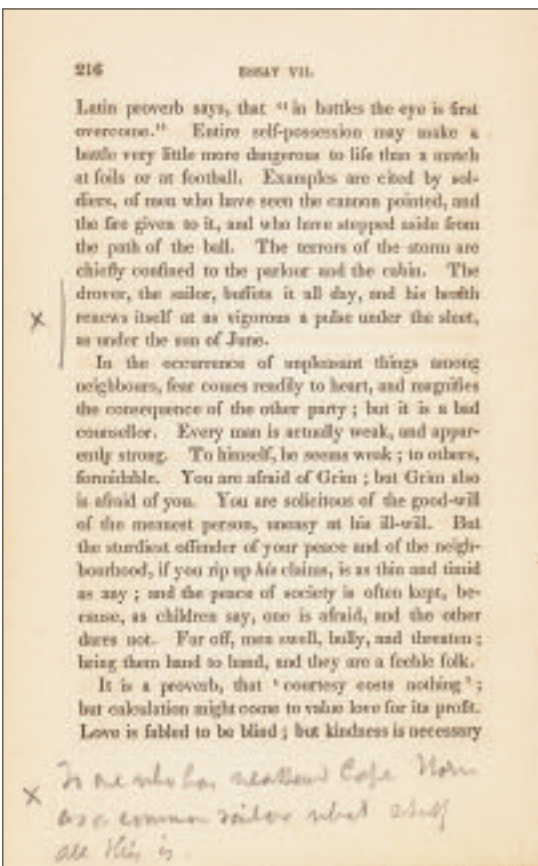 216 ESSAY VII.
Latin proverb says, that “in battles the eye is first
overcome.” Entire self-possession may make a
battle very little more dangerous to life than a match
at foils or at football. Examples are cited by sol-
diers, of men who have seen the cannon pointed, and
the fire given to it, and who have stepped aside from
the path of the ball. The terrors of the storm are
chiefly confined to the parlour and the cabin. The
drover, the sailor, buffets it all day, and his health
x renews itself at as vigorous a pulse under the sleet,
as under the sun of June.
In the occurrence of unpleasant things among
neighbours, fear comes readily to heart, and magnifies
the consequence of the other party; but it is a bad
counsellor. Every man is actually weak, and appar-
ently strong. To himself, he seems weak; to others,
formidable. You are afraid of Grim; but Grim also
is afraid of you. You are solicitous of the good-will
of the meanest person, uneasy at his ill-will. But
the sturdiest offender of your peace and of the neigh-
bourhood, if you rip up his claims, is as thin and timid
as any; and the peace of society is often kept, be-
cause, as children say, one is afraid, and the other
dares not. Far off, men swell, bully, and threaten;
bring them hand to hand, and they are a feeble folk.
It is a proverb, that ‘courtesy costs nothing’;
but calculation might come to value love for its profit.
Love is fabled to be blind; but kindness is necessary
To one who has weathered Cape Horn
x as a common sailor what stuff
all this is